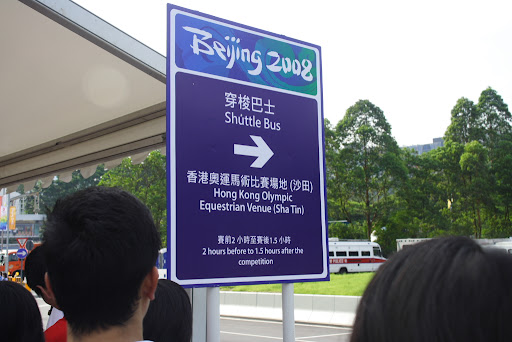 Beijing 2008
穿梭巴士
Shúttle Bus
香港奧運馬術比賽場地 (沙田)
Hong Kong Olympic
Equestrian Venue (Sha Tin)
賽前2 小時至賽後1.5 小時
2 hours before to 1.5 hours after the
competition